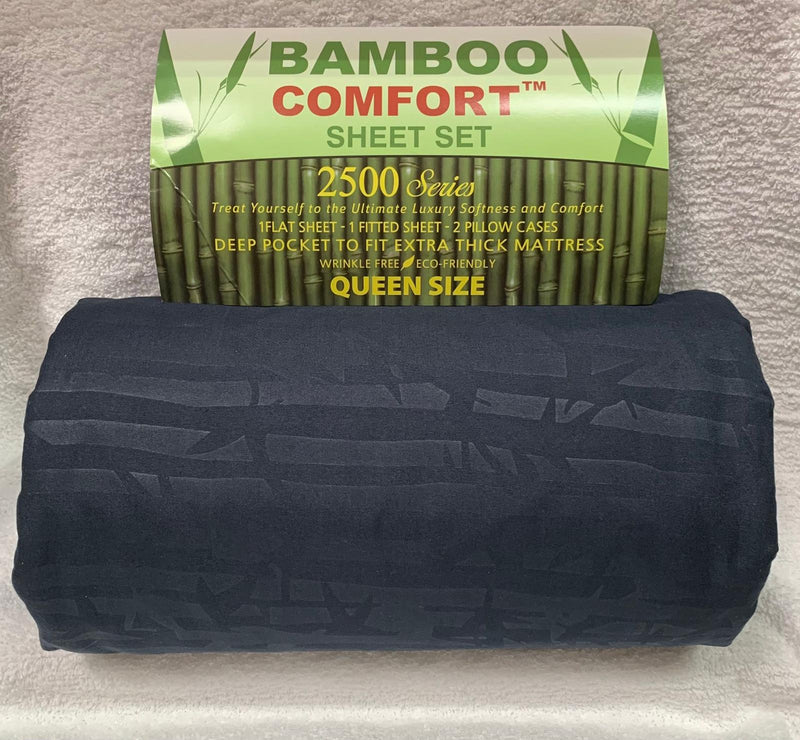 BAMBOO
COMFORT™
SHEET SET
2500 Series
Treat Yourself to the Ultimate Luxury Softness and Comfort
1FLAT SHEET - 1 FITTED SHEET - 2 PILLOW CASES
DEEP POCKET TO FIT EXTRA THICK MATTRESS
WRINKLE FREE ECO-FRIENDLY
QUEEN SIZE